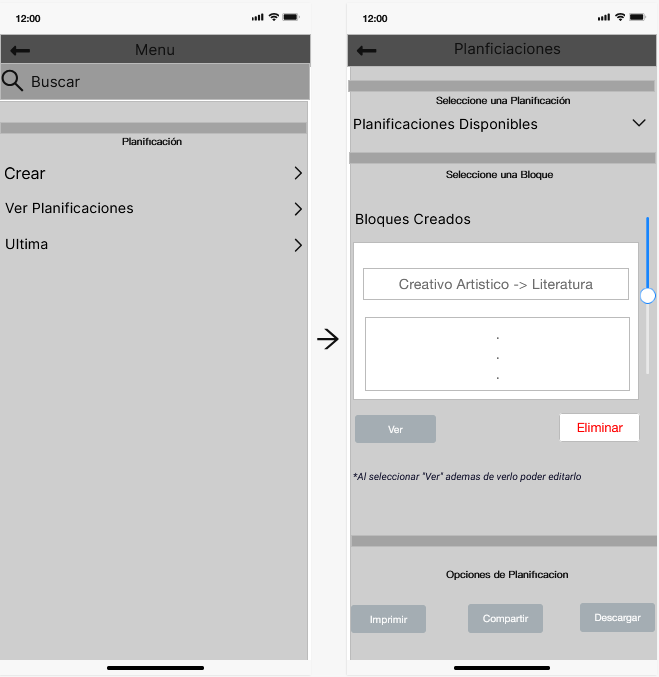 12:00
Menu
Buscar
Planificación
Crear
Ver Planificaciones
Ultima
12:00
Planficiaciones
Seleccione una Planificación
Planificaciones Disponibles
Seleccione una Bloque
Bloques Creados
Creativo Artistico -> Literatura
.
.
.
Ver
Eliminar
*Al seleccionar "Ver" ademas de verlo poder editarlo
Opciones de Planificacion
Imprimir
Compartir
Descargar